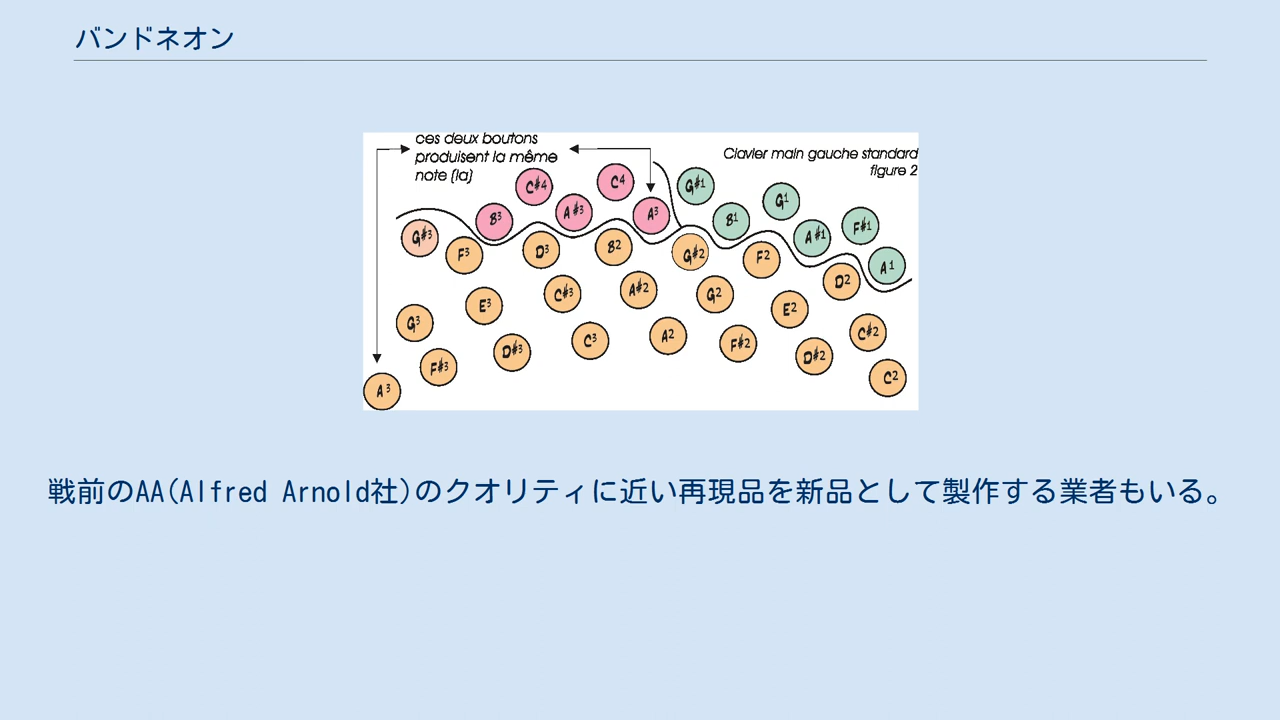 バンドネオン
ces deux boutons
produisent la même
note (la)
Clavier main gauche standard
figure 2
C#4 C4 G#1 G1
B3 A#3 A3 B1 A#1 F#1
G#3 F3 D3 B2 G#2 F2 D2 A1
G3 E3 C#3 A#2 G2 E2 C#2
A3 F#3 D#3 C3 A2 F#2 D#2 C2
戦前のAA(Alfred Arnold社)のクオリティに近い再現品を新品として製作する業者もいる。